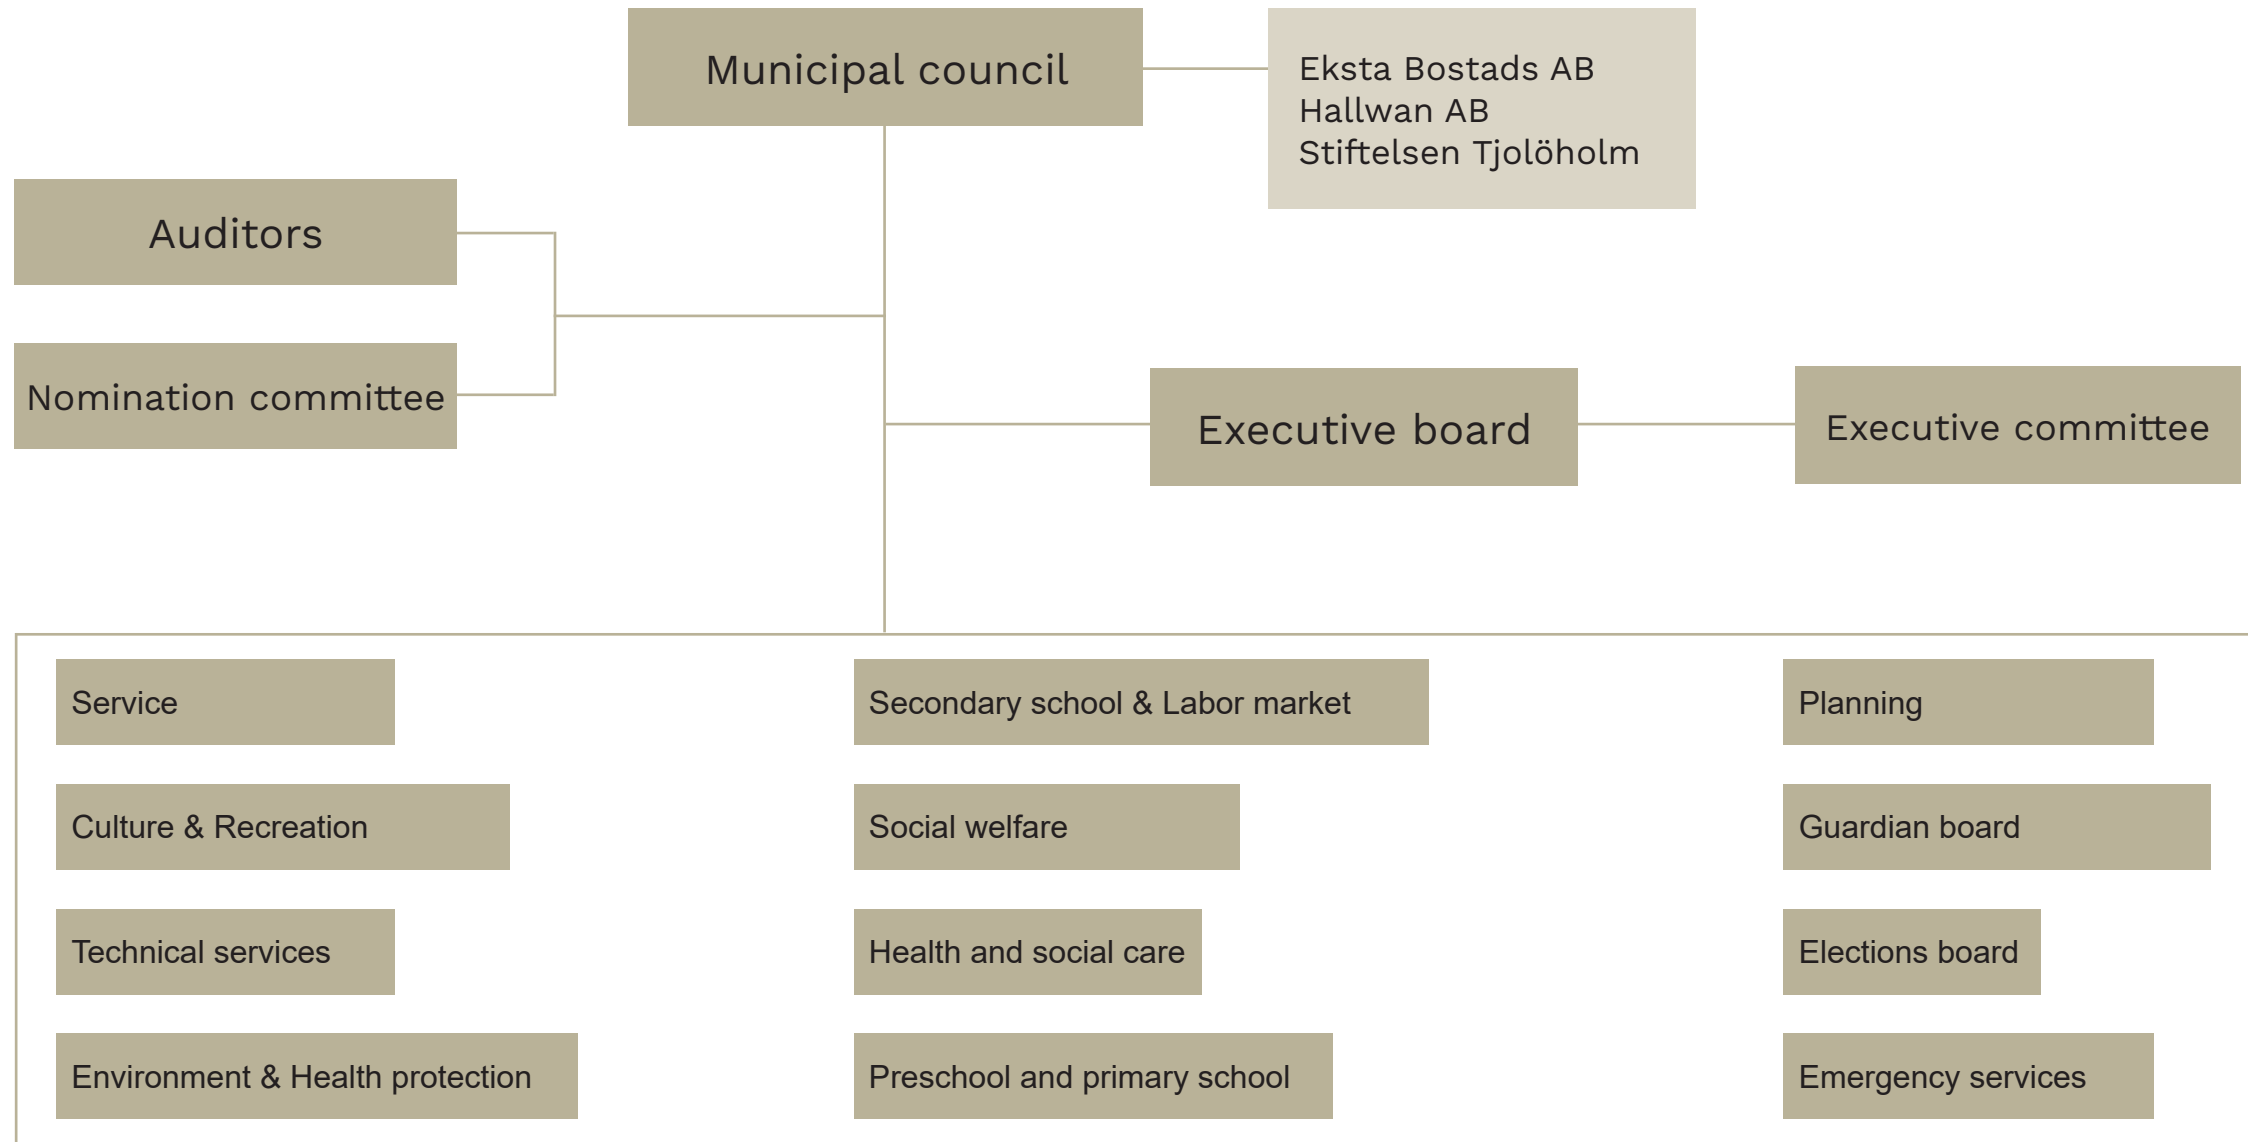 Municipal council
Eksta Bostads AB
Hallwan AB
Stiftelsen Tjolöholm
Auditors
Nomination committee
Executive board
Executive committee
Service
Culture & Recreation
Technical services
Environment & Health protection
Secondary school & Labor market
Social welfare
Health and social care
Preschool and primary school
Planning
Guardian board
Elections board
Emergency services